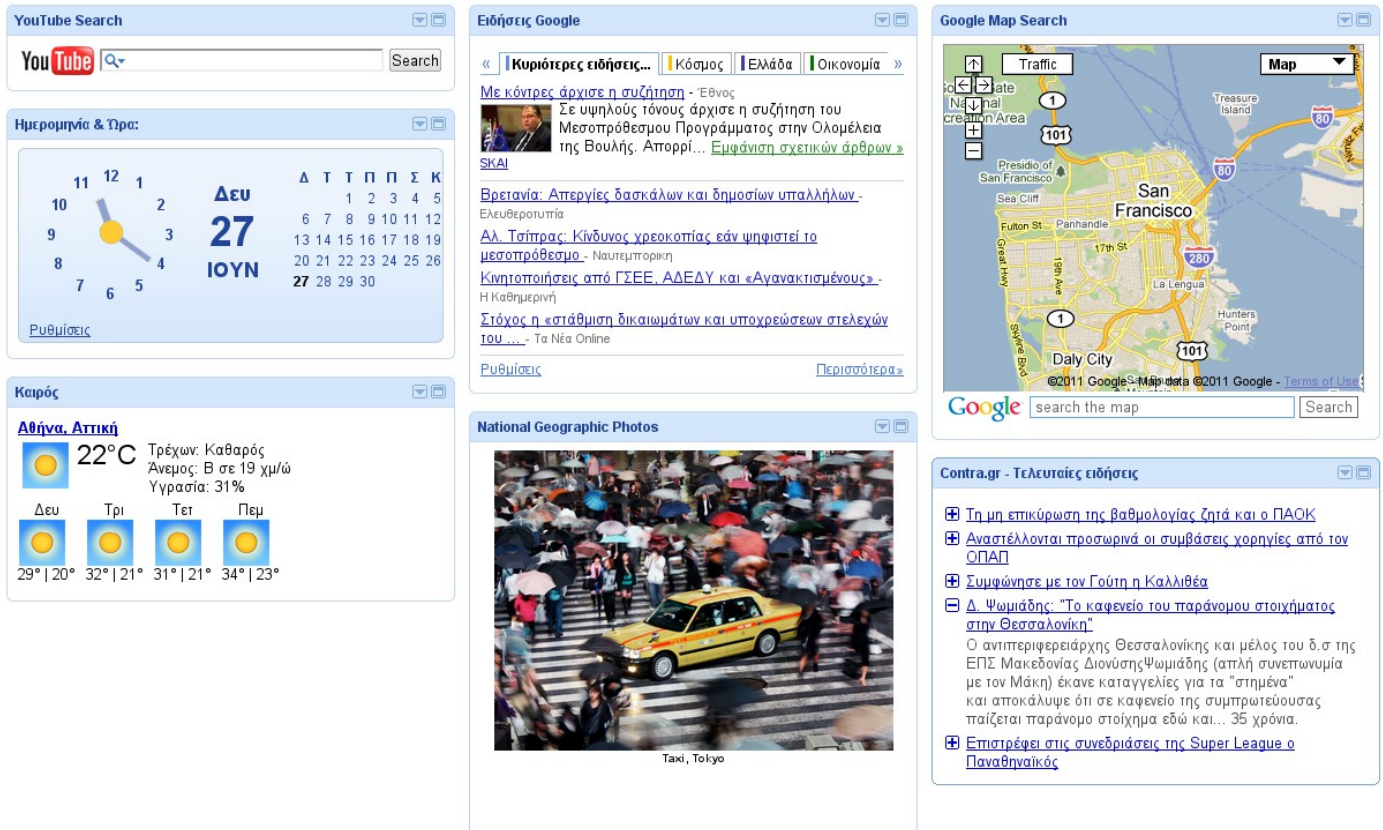 YouTube Search
You Tube
Search
Ημερομηνία & Ώρα:
12
11 1
10 2
9 3
8 4
7 5
6
Δευ
27
ΙΟΥΝ
Δ Τ Τ Π Π Σ Κ
1 2 3 4 5
6 7 8 9 10 11 12
13 14 15 16 17 18 19
20 21 22 23 24 25 26
27 28 29 30
Ρυθμίσεις
Καιρός
Αθήνα, Αττική
22°C
Τρέχων: Καθαρός
Άνεμος: Β σε 19 χμ/ώ
Υγρασία: 31%
Δευ Τρι Τετ Πεμ
29° | 20° 32° | 21° 31° | 21° 34° | 23°
Ειδήσεις Google
« Κυριότερες ειδήσεις... Κόσμος Ελλάδα Οικονομία »
Με κόντρες άρχισε η συζήτηση - Έθνος
Σε υψηλούς τόνους άρχισε η συζήτηση του
Μεσοπρόθεσμου Προγράμματος στην Ολομέλεια
της Βουλής. Απορρί... Εμφάνιση σχετικών άρθρων »
ΣΚΑΙ
Βρετανία: Απεργίες δασκάλων και δημοσίων υπαλλήλων -
Ελευθεροτυπία
Αλ. Τσίπρας: Κίνδυνος χρεοκοπίας εάν ψηφιστεί το
μεσοπρόθεσμο - Ναυτεμπορικη
Κινητοποιήσεις από ΓΣΕΕ, ΑΔΕΔΥ και «Αγανακτισμένους» -
Η Καθημερινή
Στόχος η «στάθμιση δικαιωμάτων και υποχρεώσεων στελεχών
του ... - Τα Νέα Online
Ρυθμίσεις Περισσότερα»
National Geographic Photos
Taxi, Tokyo
Google Map Search
Traffic
Map
National
creation Area
1
101
Treasure
Island
80
Presidio of
San Francisco
80
Sea Cliff
San
Francisco
Fulton St Panhandle
17th St
280
Great Hwy
19th Ave
La Lengua
1
Hunters
Point
Skyline Blvd
101
Daly City
©2011 Google - Map data ©2011 Google - Terms of Use
Google search the map Search
Contra.gr - Τελευταίες ειδήσεις
Τη μη επικύρωση της βαθμολογίας ζητά και ο ΠΑΟΚ
Αναστέλλονται προσωρινά οι συμβάσεις χορηγίες από τον
ΟΠΑΠ
Συμφώνησε με τον Γούτη η Καλλιθέα
Δ. Ψωμιάδης: "Το καφενείο του παράνομου στοιχήματος
στην Θεσσαλονίκη"
Ο αντιπεριφερειάρχης Θεσσαλονίκης και μέλος του δ.σ της
ΕΠΣ Μακεδονίας ΔιονύσηςΨωμιάδης (απλή συνεπωνυμία
με τον Μάκη) έκανε καταγγελίες για τα "στημένα"
και αποκάλυψε ότι σε καφενείο της συμπρωτεύουσας
παίζεται παράνομο στοίχημα εδώ και... 35 χρόνια.
Επιστρέφει στις συνεδριάσεις της Super League ο
Παναθηναϊκός